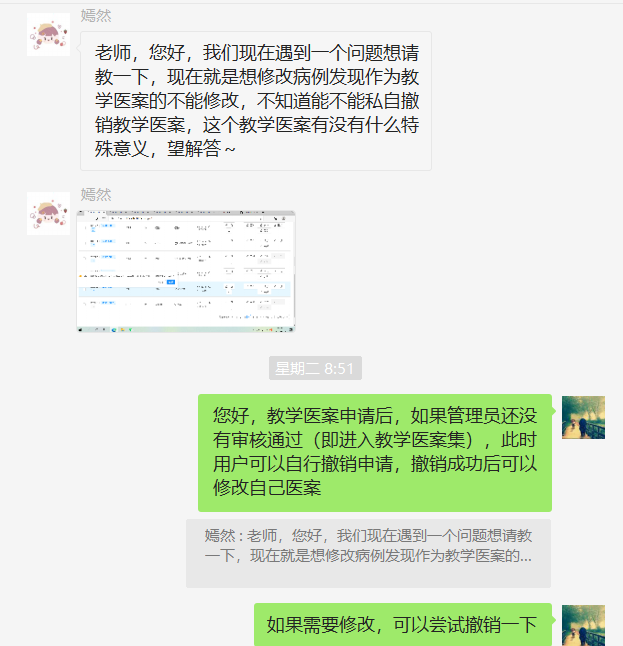 嫣然
老师，您好，我们现在遇到一个问题想请
教一下，现在就是想修改病例发现作为教
学医案的不能修改，不知道能不能私自撤
销教学医案，这个教学医案有没有什么特
殊意义，望解答～
嫣然
星期二 8:51
您好，教学医案申请后，如果管理员还没
有审核通过（即进入教学医案集），此时
用户可以自行撤销申请，撤销成功后可以
修改自己医案
嫣然 : 老师，您好，我们现在遇到一个问题想请教
一下，现在就是想修改病例发现作为教学医案的...
如果需要修改，可以尝试撤销一下